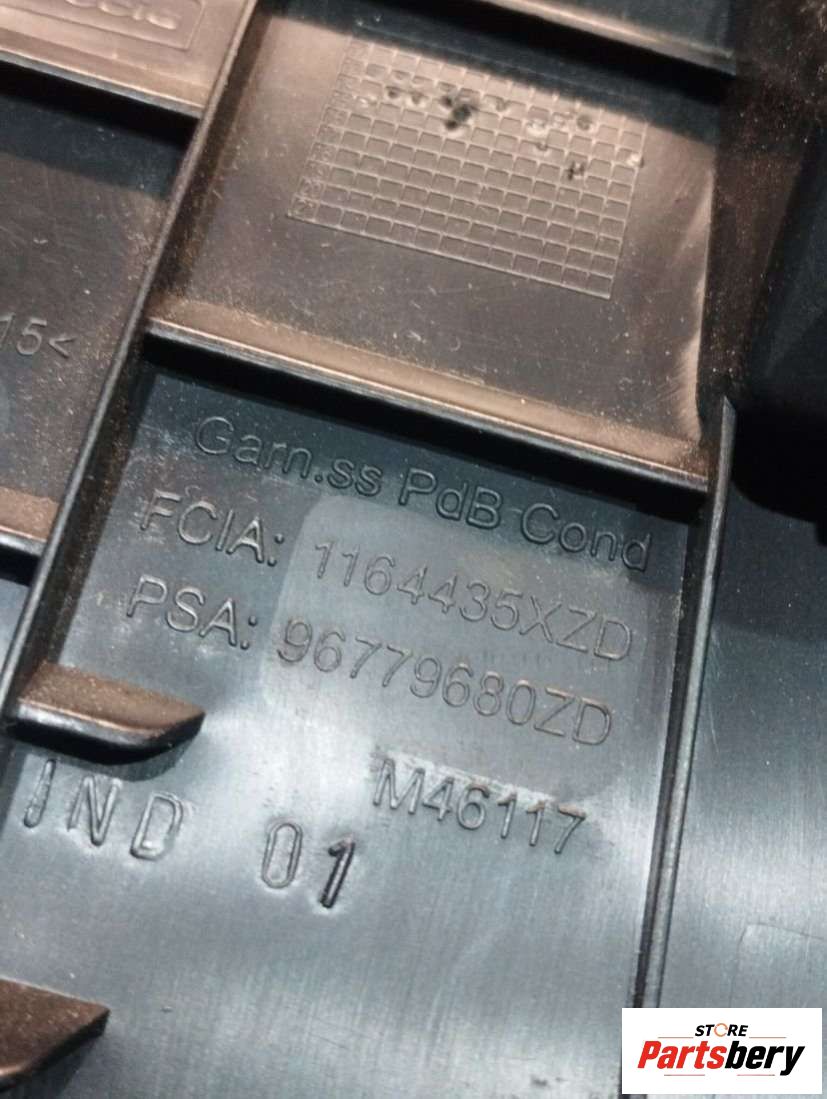 15<
Garn.ss PdB Cond
FCIA: 1164435XZD
PSA: 96779680ZD
M46117
IND 01
STORE
Partsbery